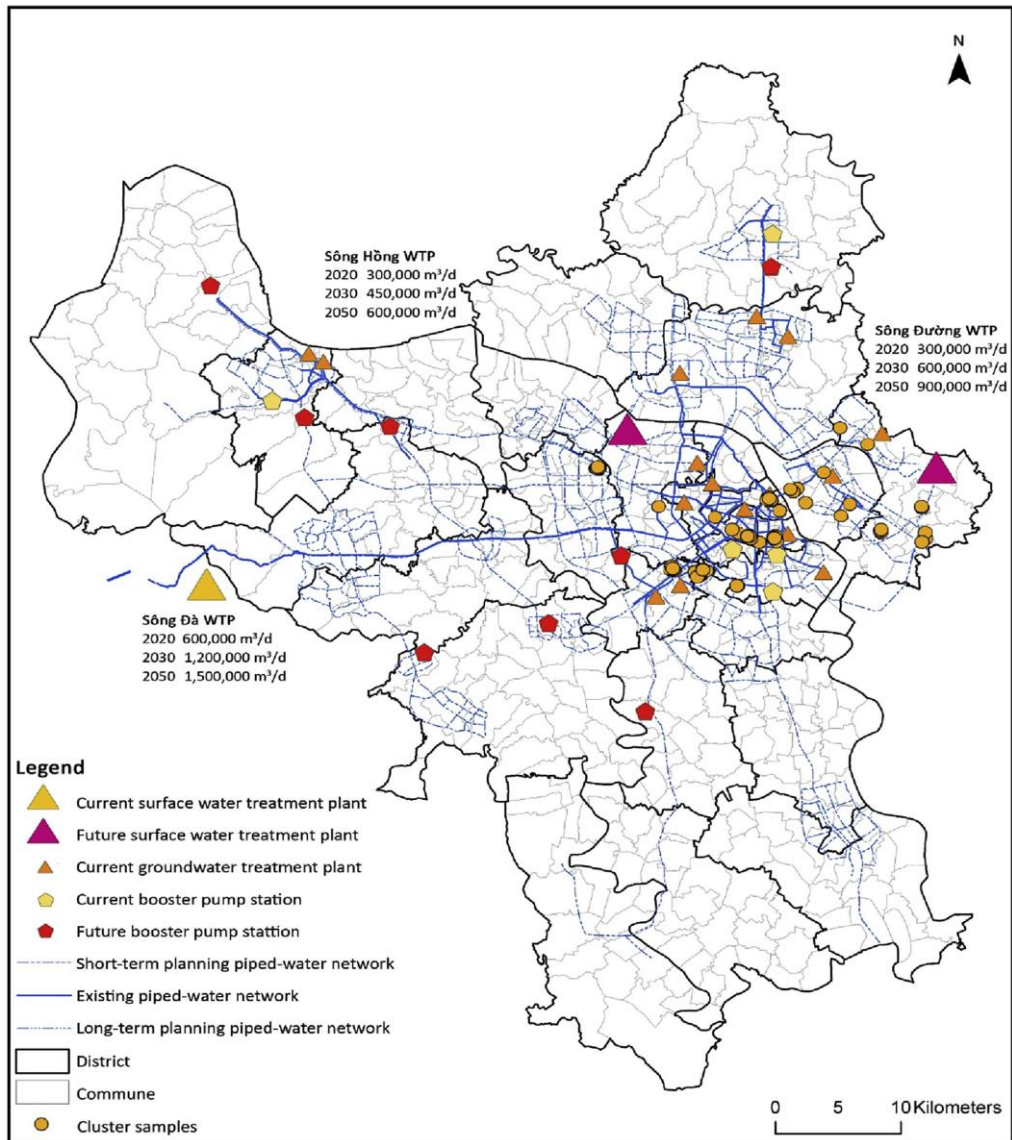 N
Sông Hồng WTP
2020 300,000 m³/d
2030 450,000 m³/d
2050 600,000 m³/d
Sông Đường WTP
2020 300,000 m³/d
2030 600,000 m³/d
2050 900,000 m³/d
Sông Đà WTP
2020 600,000 m³/d
2030 1,200,000 m³/d
2050 1,500,000 m³/d
Legend
Current surface water treatment plant
Future surface water treatment plant
Current groundwater treatment plant
Current booster pump station
Future booster pump stattion
Short-term planning piped-water network
Existing piped-water network
Long-term planning piped-water network
District
Commune
Cluster samples
0 5 10 Kilometers